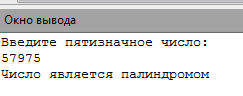 Окно вывода
Введите пятизначное число:
57975
Число является палиндромом